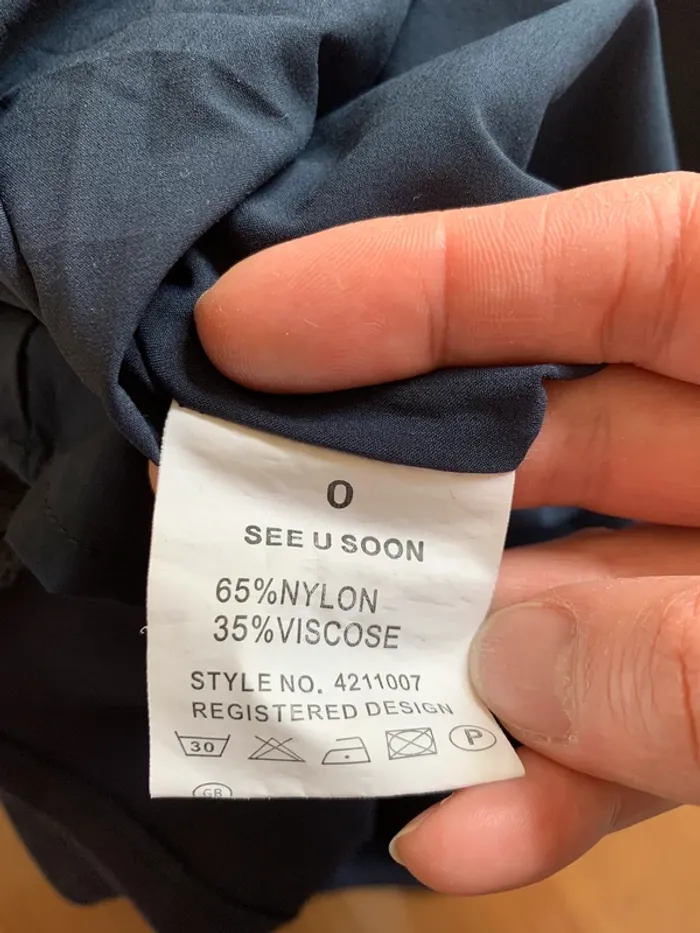 0
SEE U SOON
65%NYLON
35%VISCOSE
STYLE NO. 4211007
REGISTERED DESIGN
30 P
GB